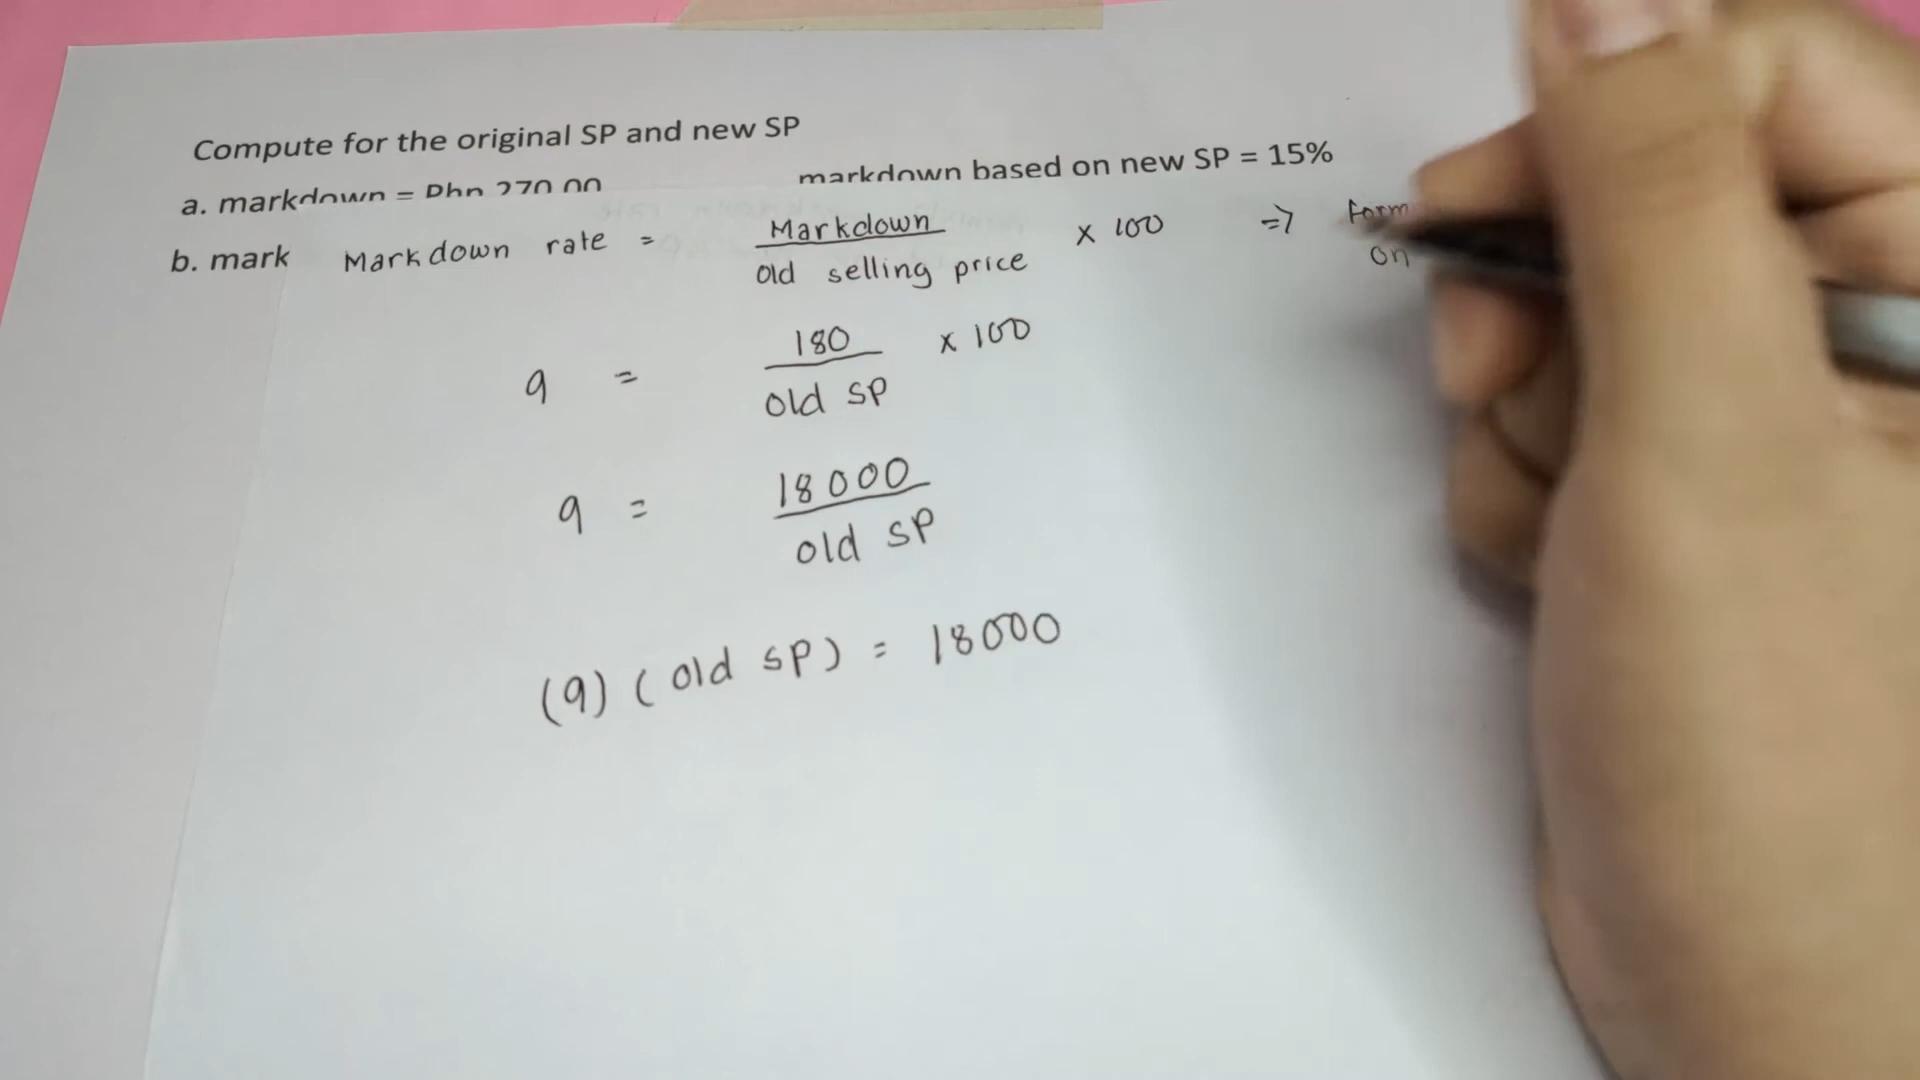 Compute for the original SP and new SP
a. markdown = Php 270.00 markdown based on new SP = 15%
b. mark Markdown rate = Markdown / Old selling price x 100 => form
on
9 = 180 / Old SP x 100
9 = 18000 / old SP
(9) (old SP) = 18000